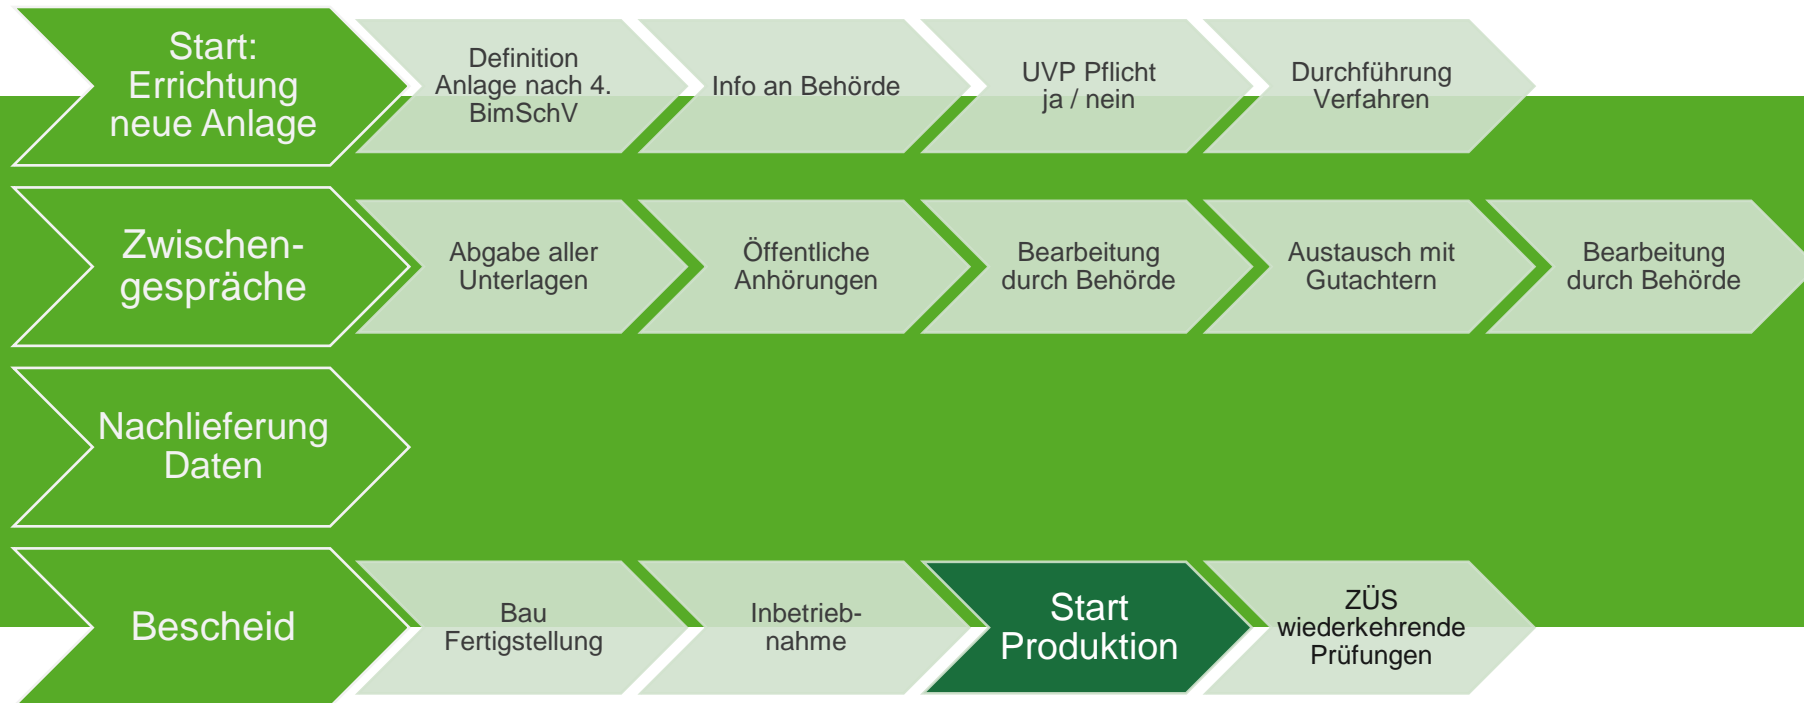 Start:
Errichtung
neue Anlage
Definition
Anlage nach 4.
BimSchV
Info an Behörde
UVP Pflicht
ja / nein
Durchführung
Verfahren
Zwischen-
gespräche
Abgabe aller
Unterlagen
Öffentliche
Anhörungen
Bearbeitung
durch Behörde
Austausch mit
Gutachtern
Bearbeitung
durch Behörde
Nachlieferung
Daten
Bescheid
Bau
Fertigstellung
Inbetrieb-
nahme
Start
Produktion
ZÜS
wiederkehrende
Prüfungen